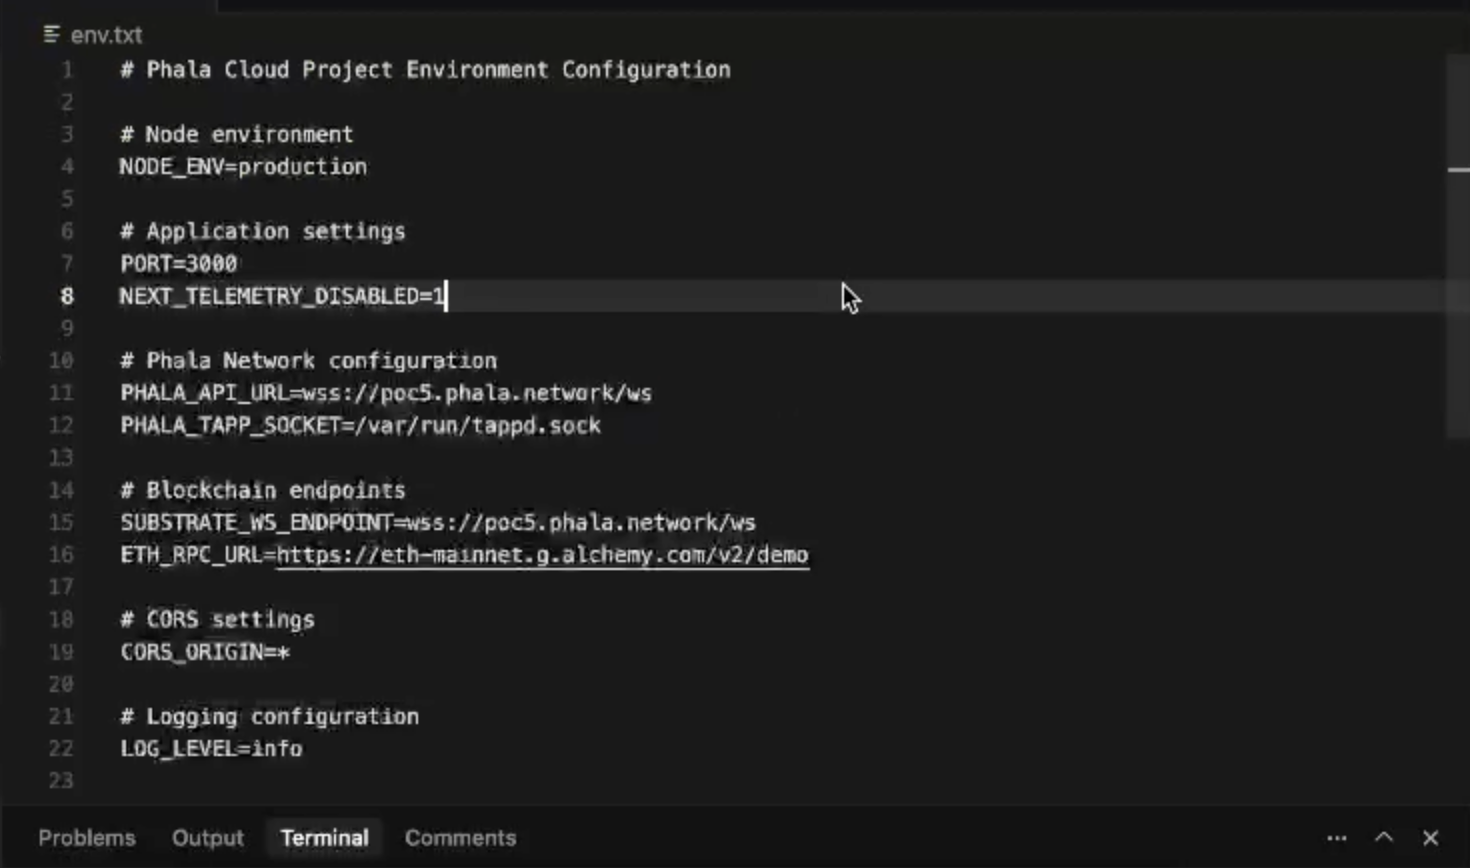 env.txt
1 # Phala Cloud Project Environment Configuration
2
3 # Node environment
4 NODE_ENV=production
5
6 # Application settings
7 PORT=3000
8 NEXT_TELEMETRY_DISABLED=1
9
10 # Phala Network configuration
11 PHALA_API_URL=wss://poc5.phala.network/ws
12 PHALA_TAPP_SOCKET=/var/run/tappd.sock
13
14 # Blockchain endpoints
15 SUBSTRATE_WS_ENDPOINT=wss://poc5.phala.network/ws
16 ETH_RPC_URL=https://eth-mainnet.g.alchemy.com/v2/demo
17
18 # CORS settings
19 CORS_ORIGIN=*
20
21 # Logging configuration
22 LOG_LEVEL=info
23
Problems Output Terminal Comments